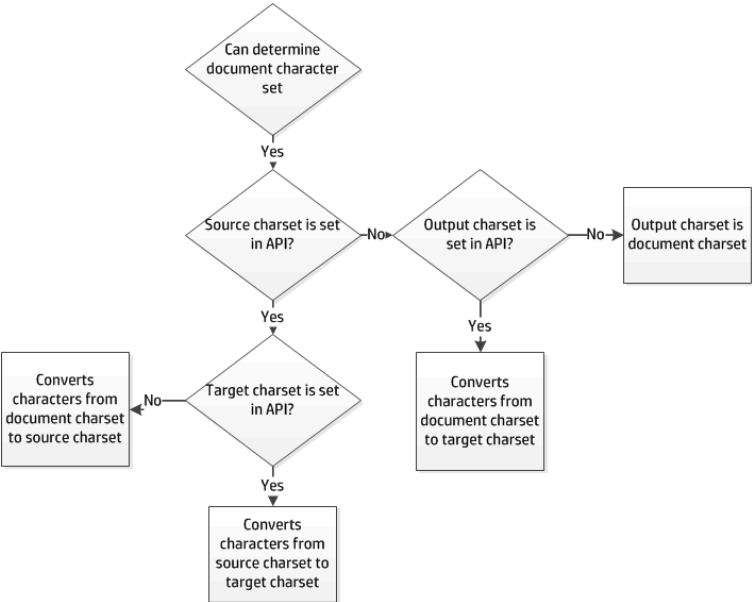 Can determine
document character
set
Yes
Source charset is set
in API?
No
Output charset is
set in API?
No
Output charset is
document charset
Yes
Yes
Converts
characters from
document charset
to source charset
No
Target charset is set
in API?
Converts
characters from
document charset
to target charset
Yes
Converts
characters from
source charset to
target charset